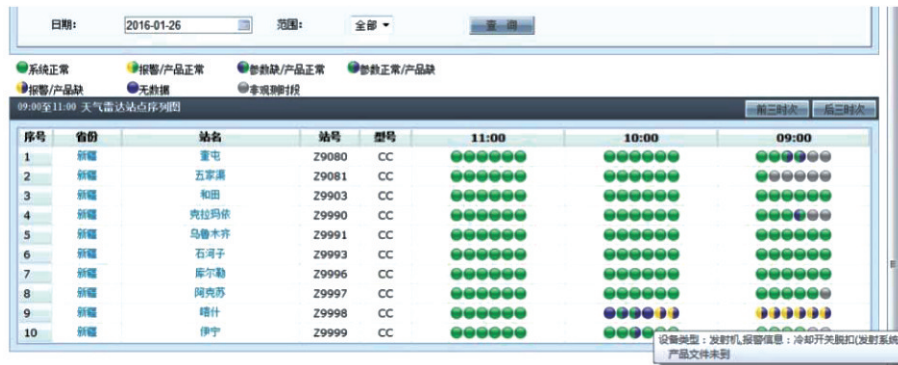 日期: 2016-01-26 范围: 全部 查 询
系统正常 报警/产品正常 参数缺/产品正常 参数正常/产品缺
报警/产品缺 无数据 非观测时段
09:00至11:00 天气雷达站点序列图 前三时次 后三时次
序号 省份 站名 站号 型号 11:00 10:00 09:00
1 新疆 奎屯 Z9080 CC
2 新疆 五家渠 Z9081 CC
3 新疆 和田 Z9903 CC
4 新疆 克拉玛依 Z9990 CC
5 新疆 乌鲁木齐 Z9991 CC
6 新疆 石河子 Z9993 CC
7 新疆 库尔勒 Z9996 CC
8 新疆 阿克苏 Z9997 CC
9 新疆 喀什 Z9998 CC
10 新疆 伊宁 Z9999 CC
设备类型：发射机,报警信息：冷却开关脱扣(发射系统
产品文件未到